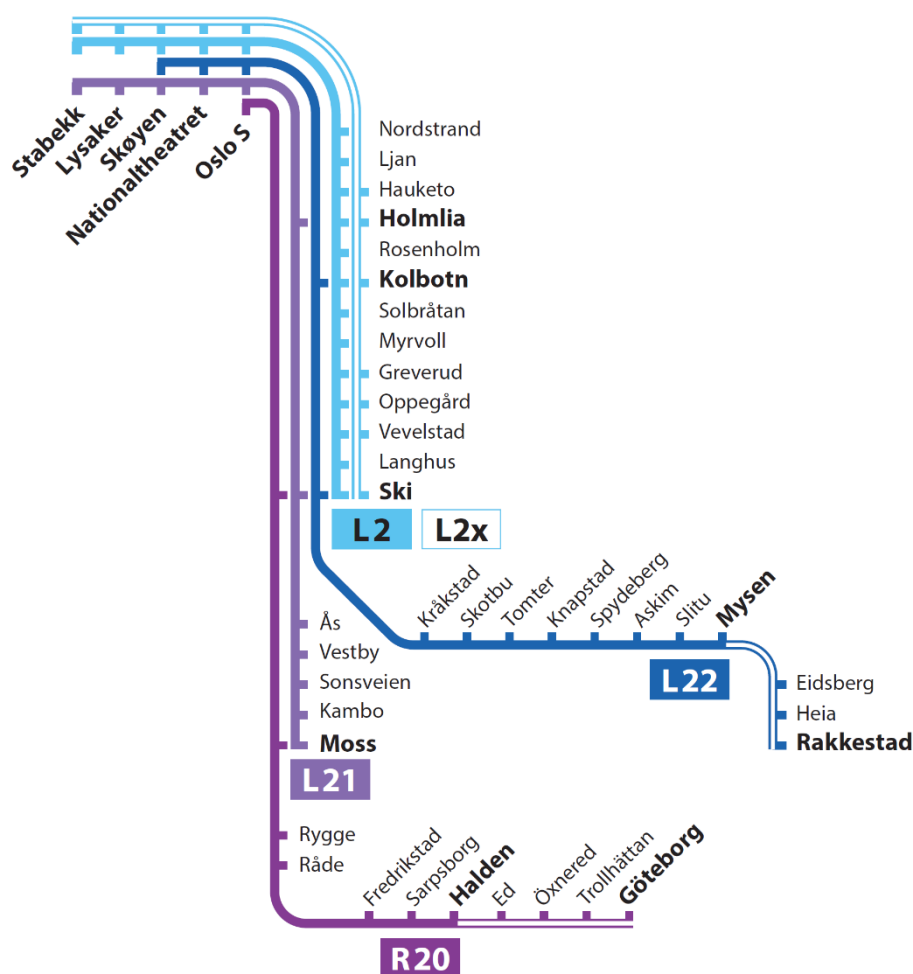 Stabekk
Lysaker
Skøyen
Nationaltheatret
Oslo S
Nordstrand
Ljan
Hauketo
Holmlia
Rosenholm
Kolbotn
Solbråtan
Myrvoll
Greverud
Oppegård
Vevelstad
Langhus
Ski
L2 L2x
Kråkstad
Skotbu
Tomter
Knapstad
Spydeberg
Askim
Slitu
Mysen
L22
Eidsberg
Heia
Rakkestad
Ås
Vestby
Sonsveien
Kambo
Moss
L21
Rygge
Råde
Fredrikstad
Sarpsborg
Halden
Ed
Öxnered
Trollhättan
Göteborg
R20